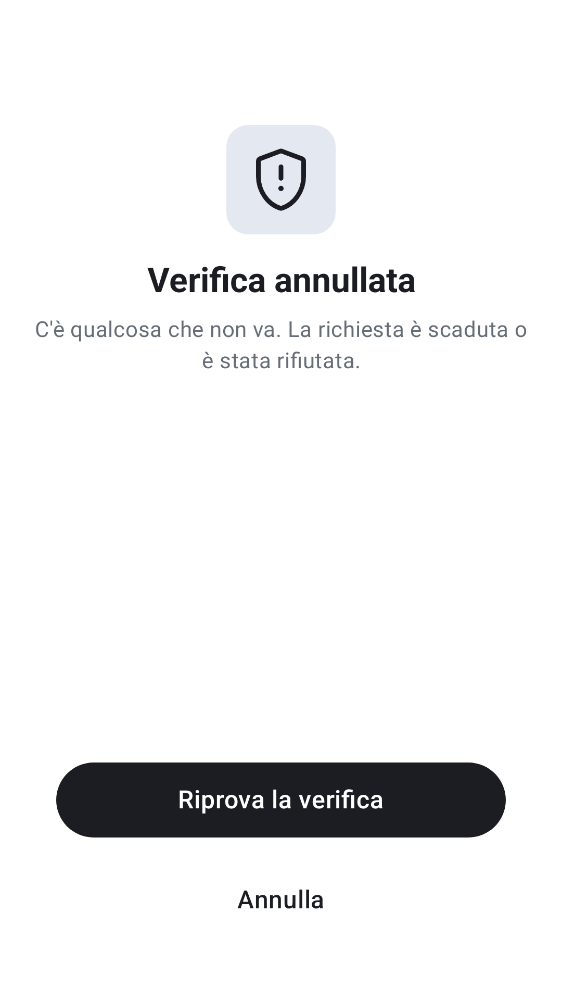 Verifica annullata
C'è qualcosa che non va. La richiesta è scaduta o
è stata rifiutata.
Riprova la verifica
Annulla